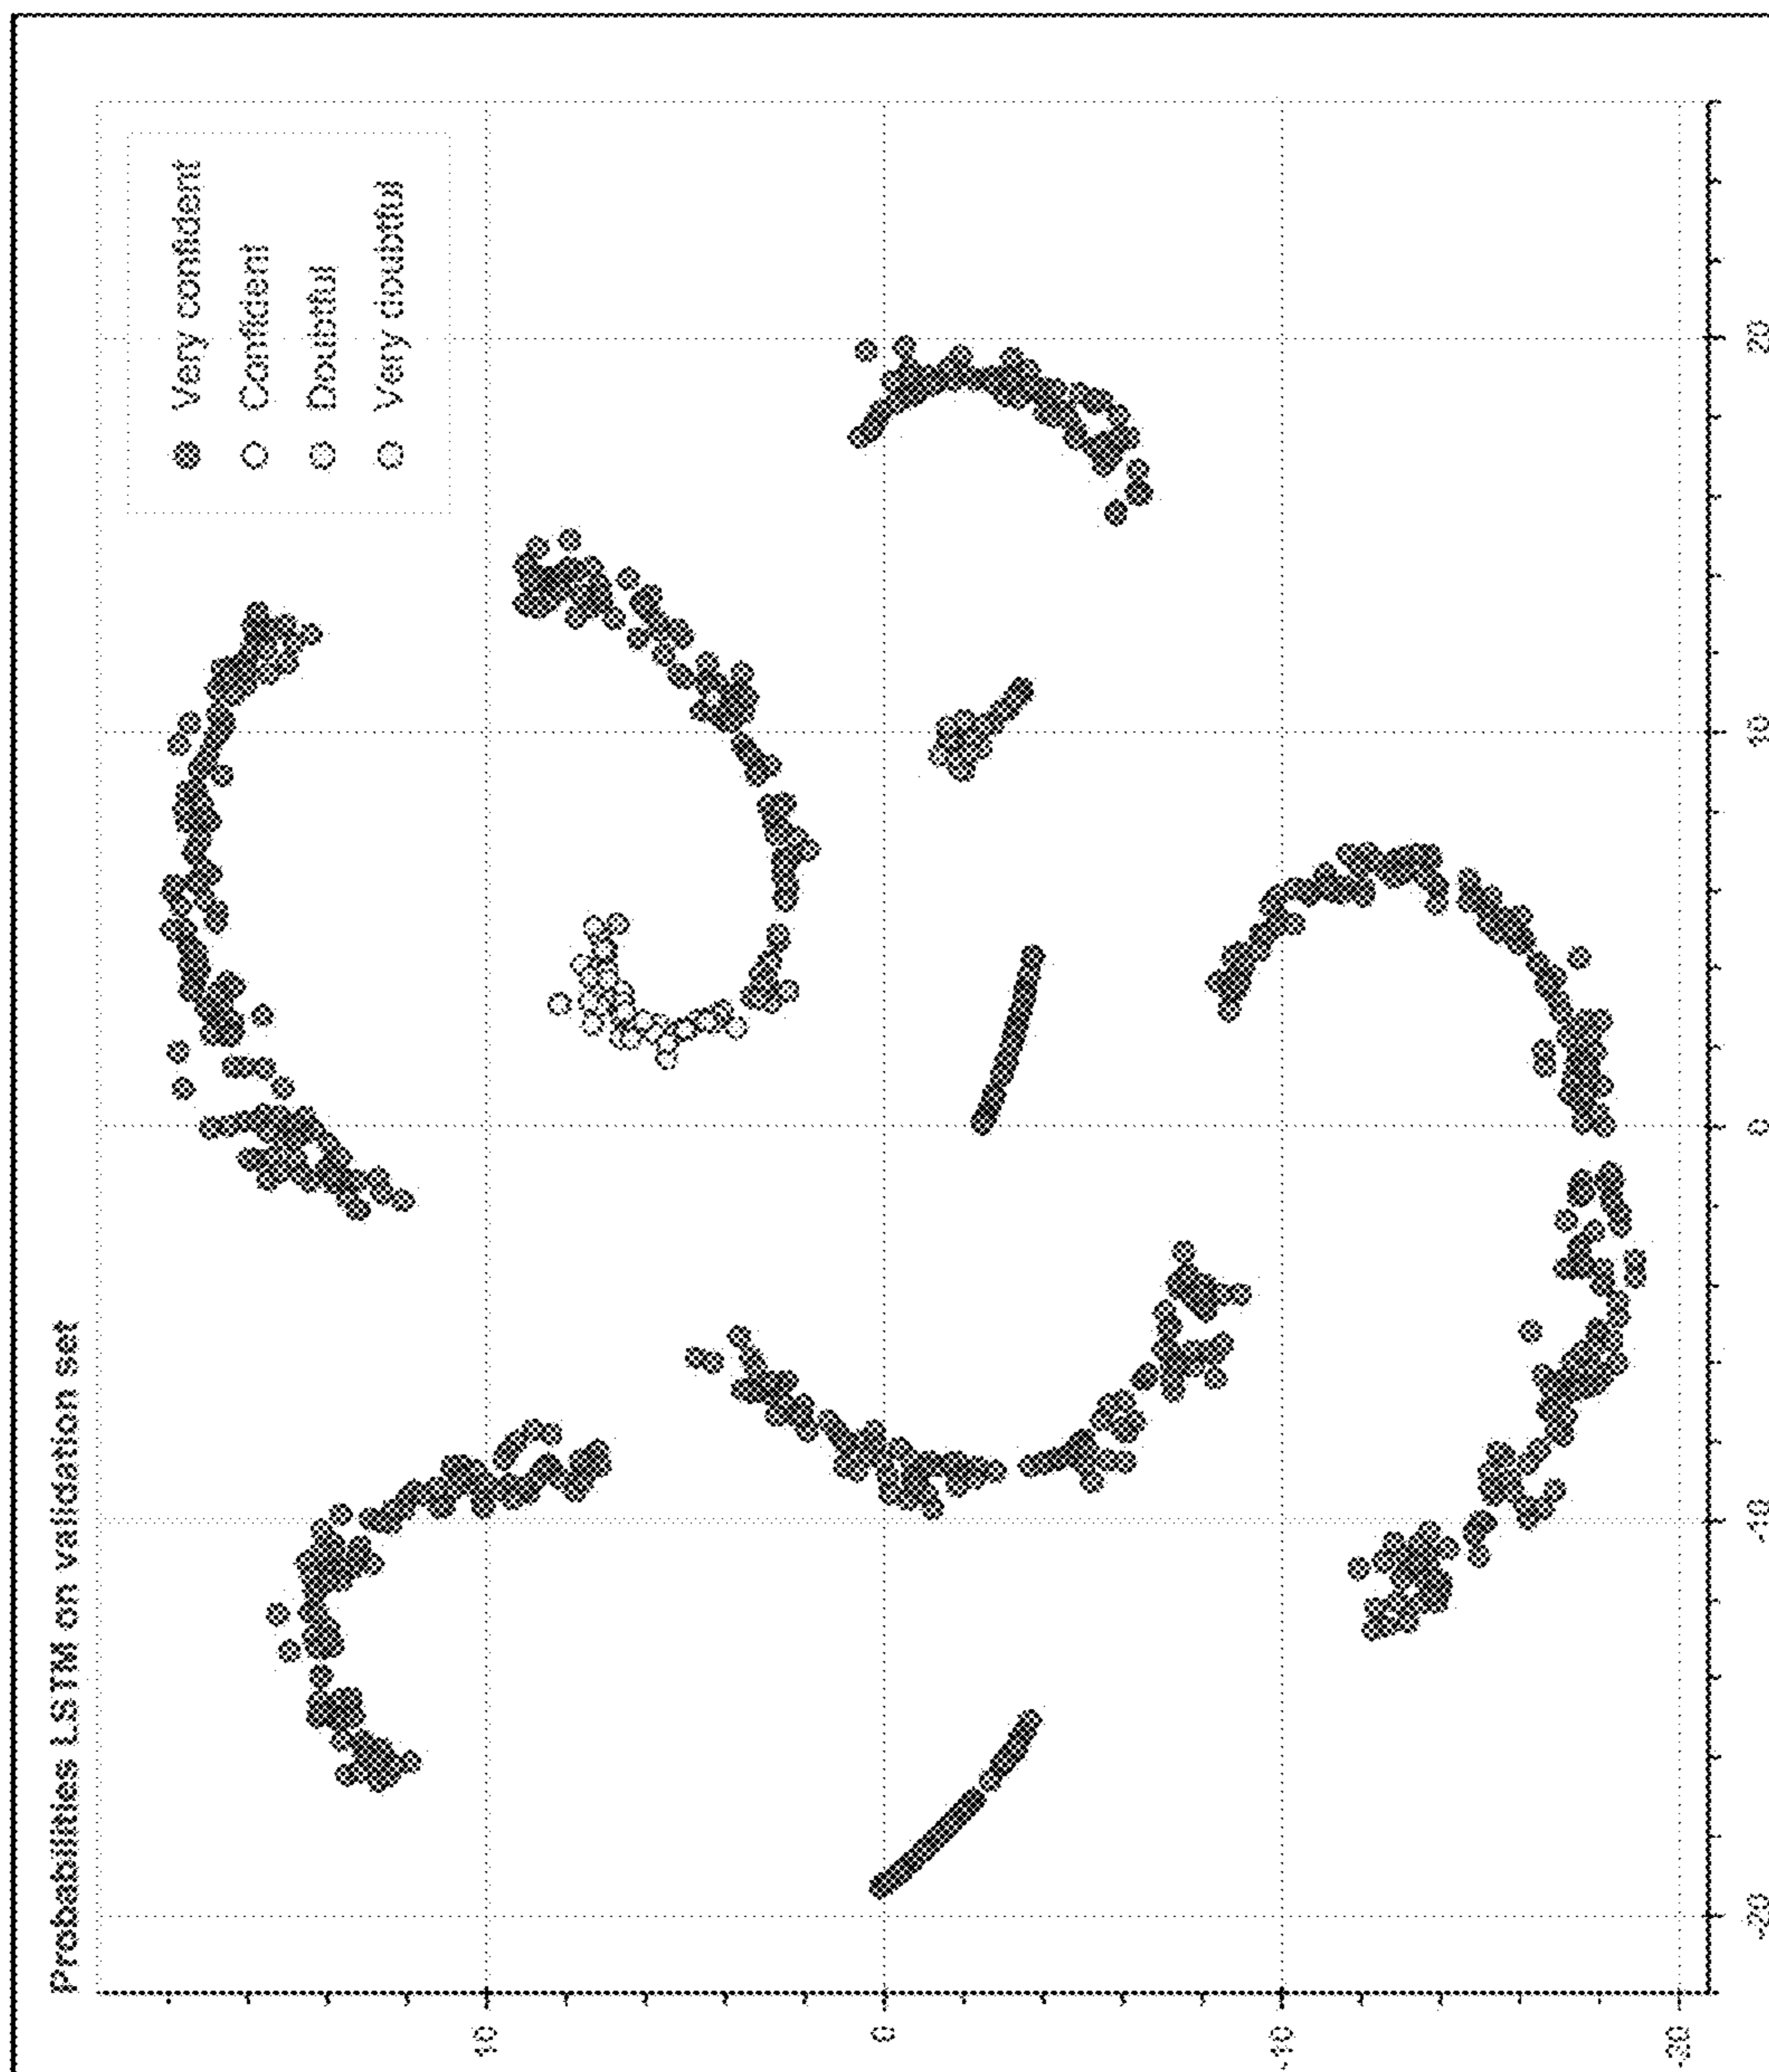 Probabilities LSTM on validation set
Very confident
Confident
Doubtful
Very doubtful
10
0
-10
-20
-20
-10
0
10
20